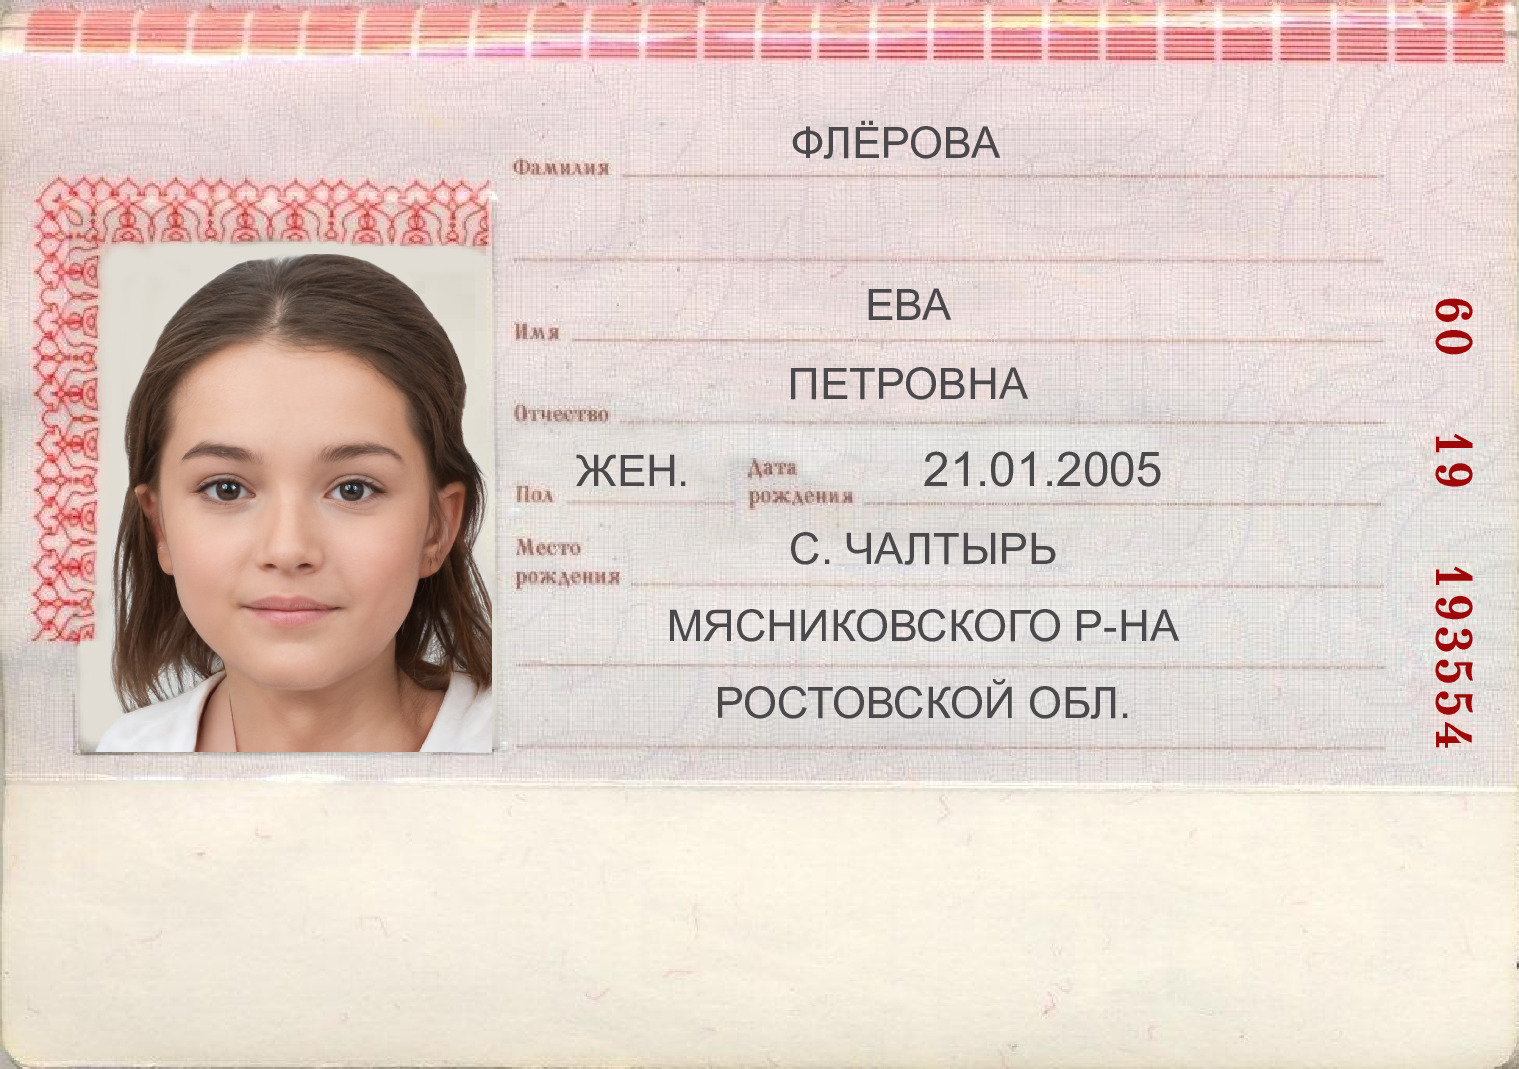 Фамилия ФЛЁРОВА
Имя ЕВА
Отчество ПЕТРОВНА
Пол ЖЕН. Дата рождения 21.01.2005
Место рождения С. ЧАЛТЫРЬ
МЯСНИКОВСКОГО Р-НА
РОСТОВСКОЙ ОБЛ.
60 19 193554